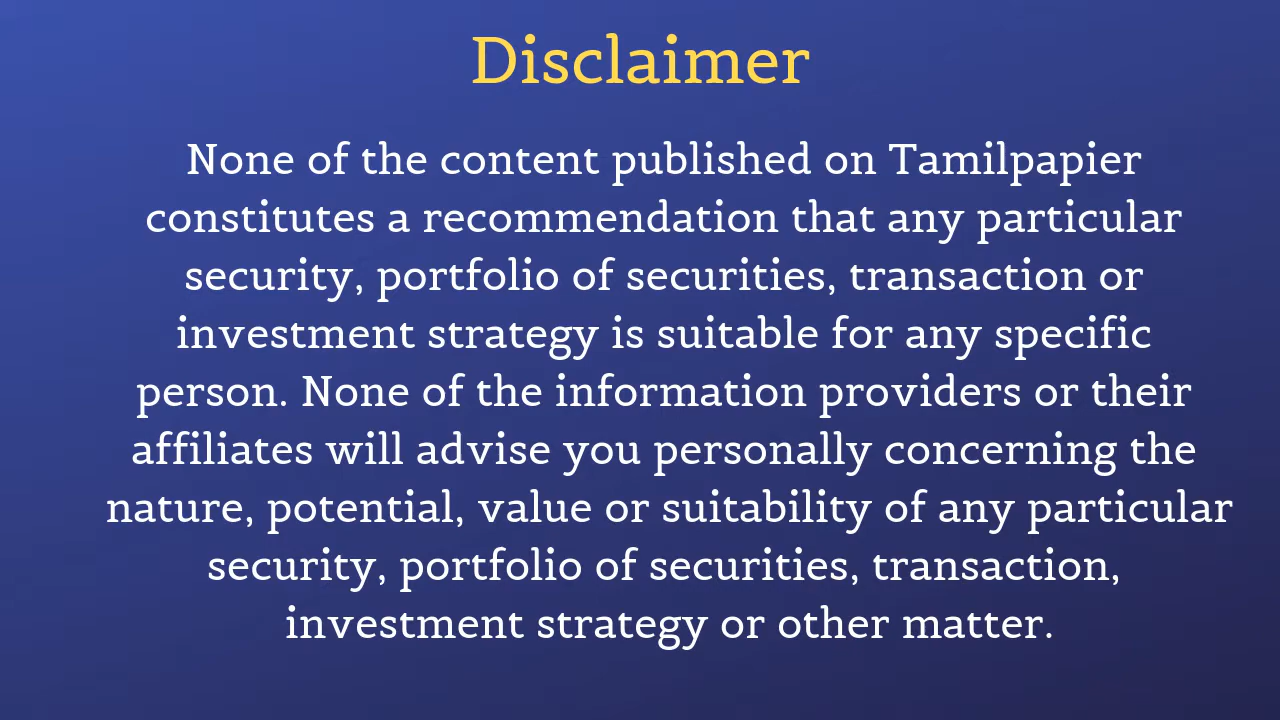 Disclaimer
None of the content published on Tamilpapier
constitutes a recommendation that any particular
security, portfolio of securities, transaction or
investment strategy is suitable for any specific
person. None of the information providers or their
affiliates will advise you personally concerning the
nature, potential, value or suitability of any particular
security, portfolio of securities, transaction,
investment strategy or other matter.